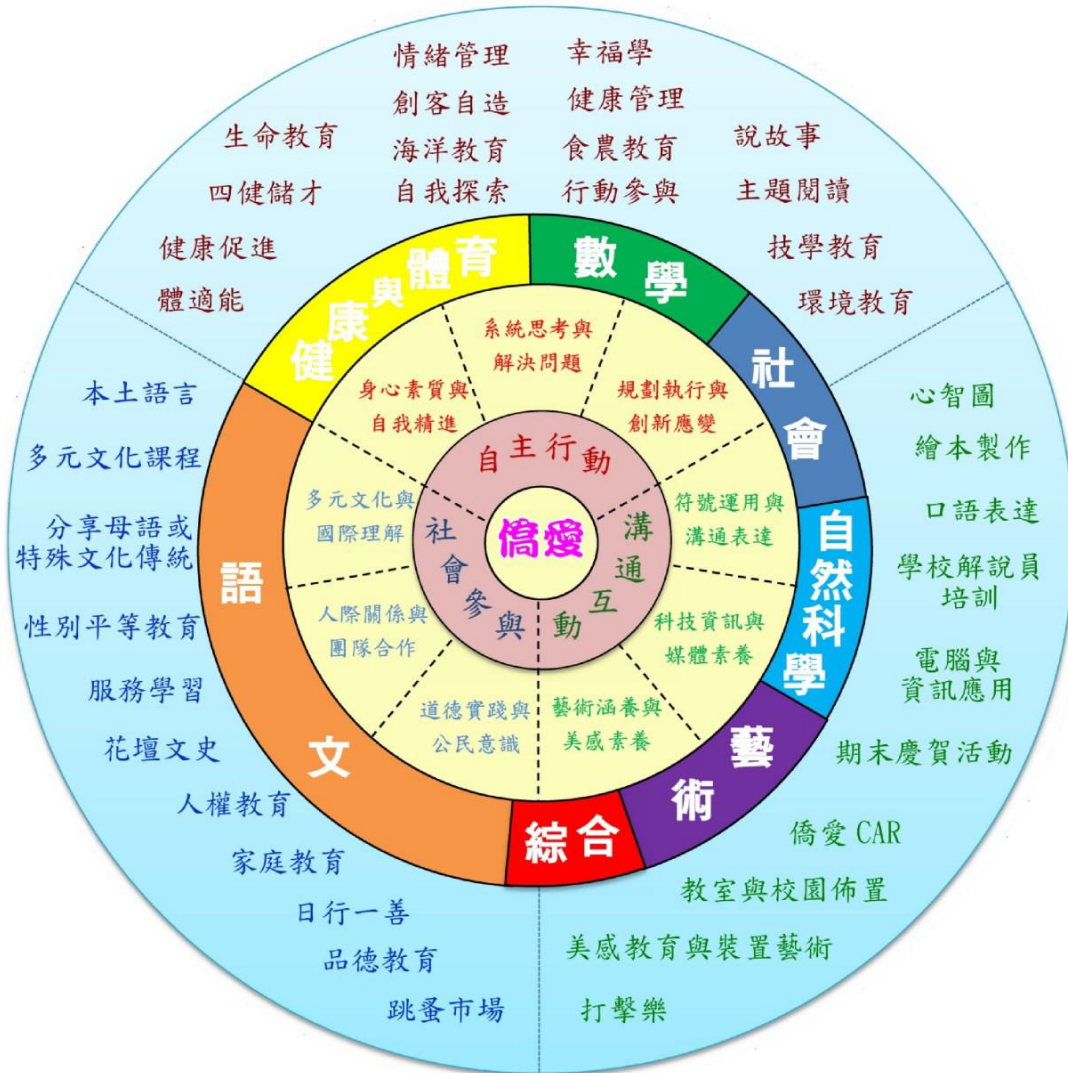 情緒管理
創客自造
海洋教育
自我探索
幸福學
健康管理
食農教育
行動參與
生命教育
四健儲才
健康促進
體適能
說故事
主題閱讀
技學教育
環境教育
健康與體育
數學
社會
自然科學
藝術
綜合
語文
系統思考與
解決問題
身心素質與
自我精進
規劃執行與
創新應變
多元文化與
國際理解
符號運用與
溝通表達
人際關係與
團隊合作
科技資訊與
媒體素養
道德實踐與
公民意識
藝術涵養與
美感素養
自主行動
社會參與
溝通互動
僑愛
本土語言
多元文化課程
分享母語或
特殊文化傳統
性別平等教育
服務學習
花壇文史
人權教育
家庭教育
日行一善
品德教育
跳蚤市場
心智圖
繪本製作
口語表達
學校解說員
培訓
電腦與
資訊應用
期末慶賀活動
僑愛 CAR
教室與校園佈置
美感教育與裝置藝術
打擊樂